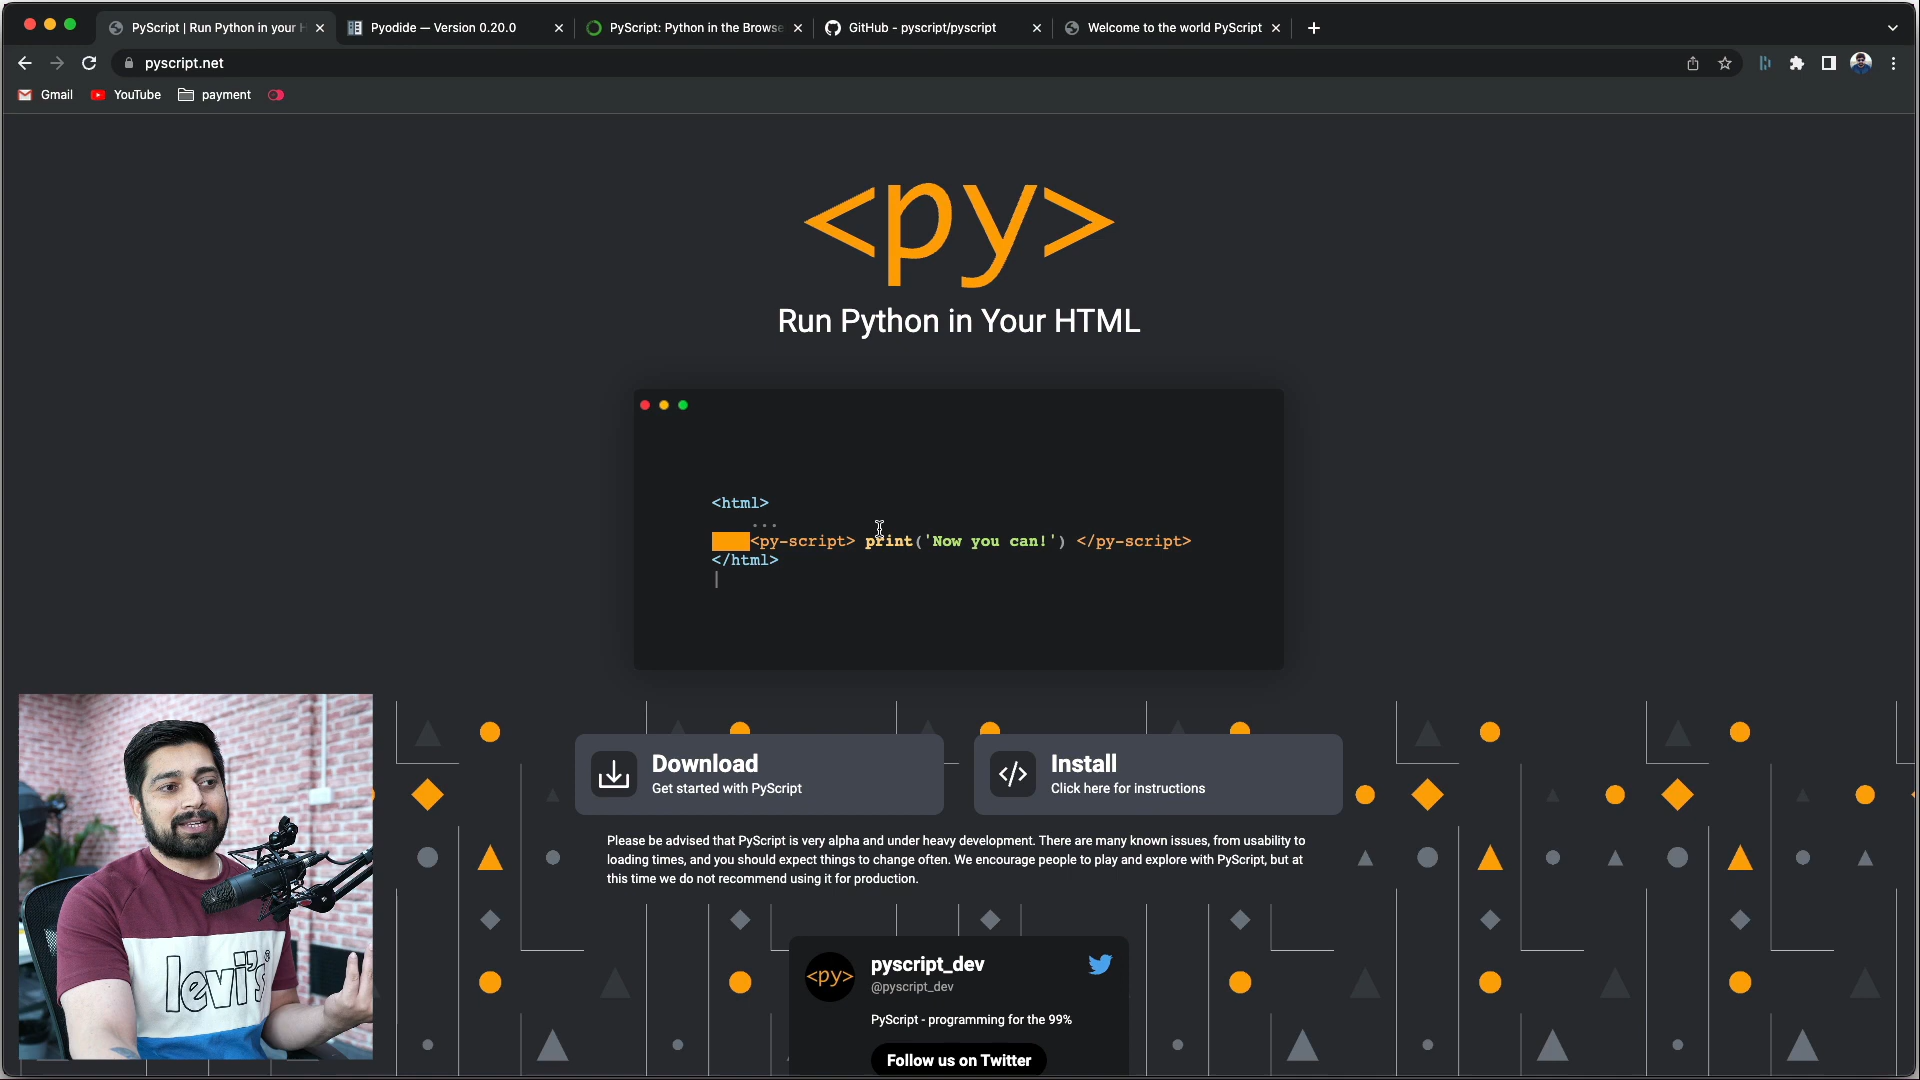 PyScript | Run Python in your H
Pyodide — Version 0.20.0
PyScript: Python in the Browse
GitHub - pyscript/pyscript
Welcome to the world PyScript
pyscript.net
Gmail
YouTube
payment
<py>
Run Python in Your HTML
<html>
...
<py-script> print('Now you can!') </py-script>
</html>
Download
Get started with PyScript
Install
Click here for instructions
Please be advised that PyScript is very alpha and under heavy development. There are many known issues, from usability to
loading times, and you should expect things to change often. We encourage people to play and explore with PyScript, but at
this time we do not recommend using it for production.
<py>
pyscript_dev
@pyscript_dev
PyScript - programming for the 99%
Follow us on Twitter
levi's